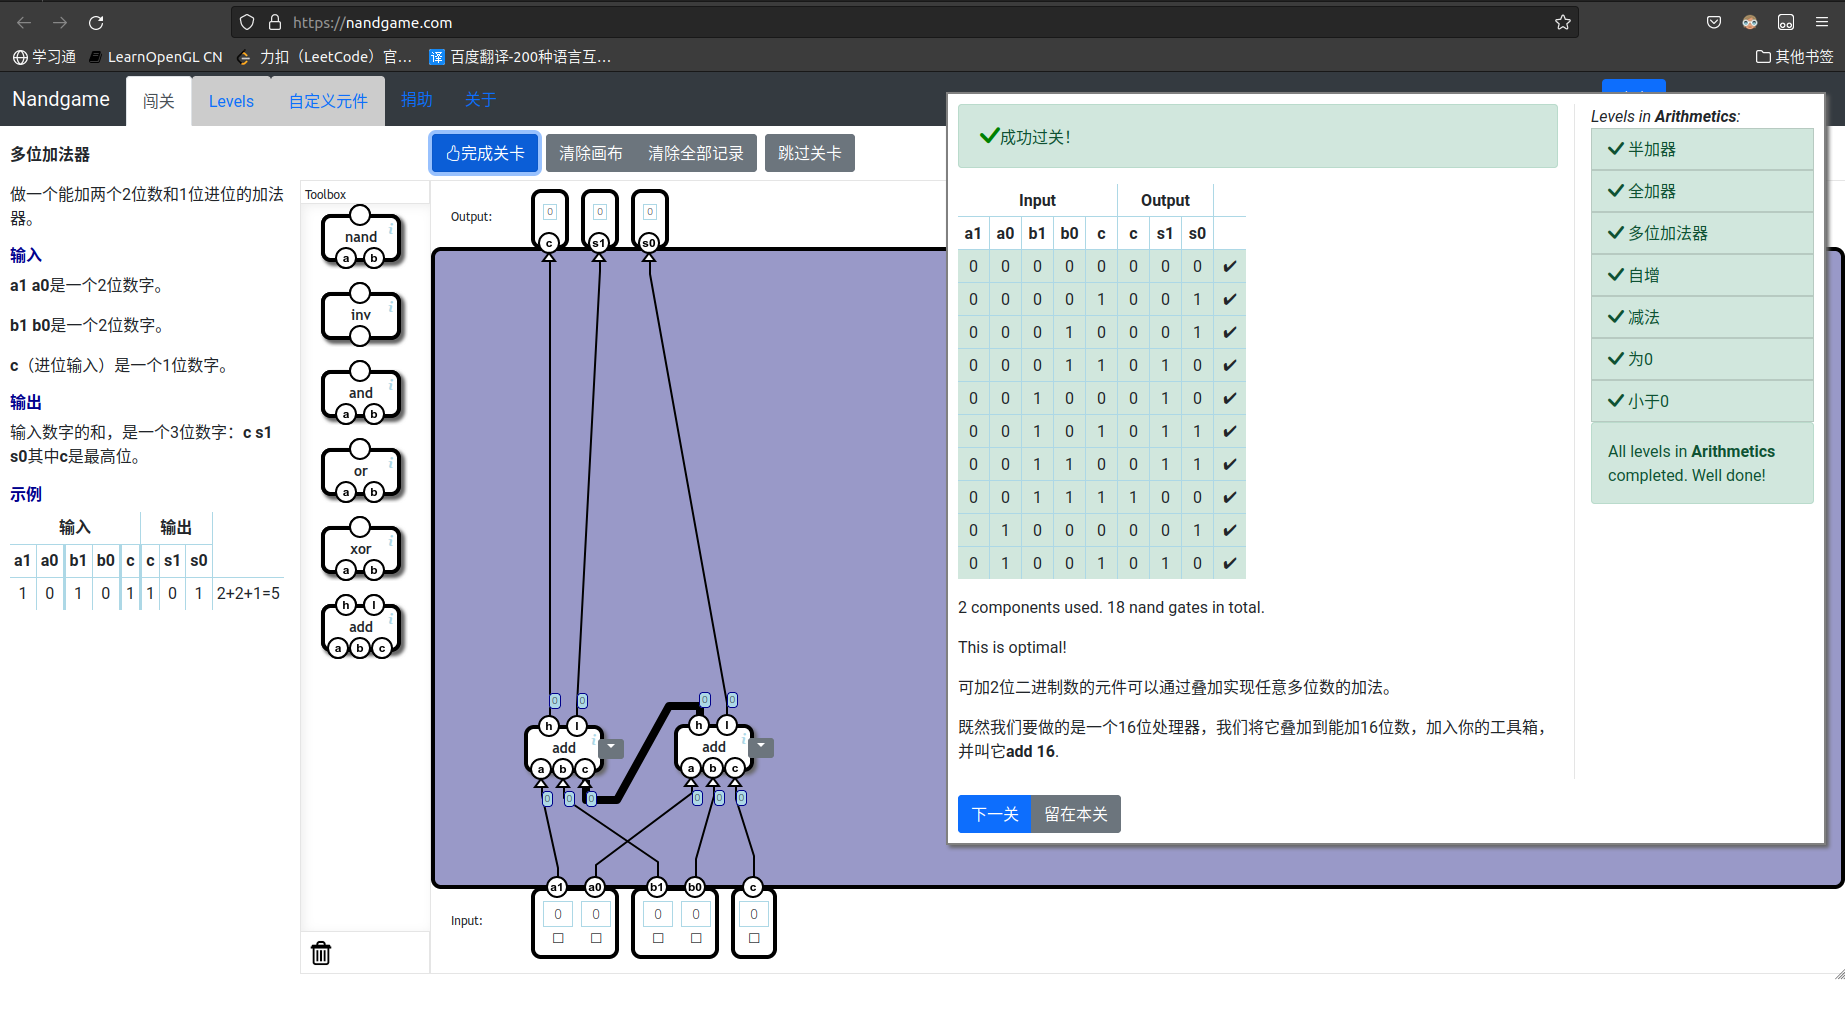 https://nandgame.com
学习通
LearnOpenGL CN
力扣（LeetCode）官…
百度翻译-200种语言互…
其他书签
Nandgame
闯关
Levels
自定义元件
捐助
关于
多位加法器
做一个能加两个2位数和1位进位的加法
器。
输入
a1 a0是一个2位数字。
b1 b0是一个2位数字。
c（进位输入）是一个1位数字。
输出
输入数字的和，是一个3位数字：c s1
s0其中c是最高位。
示例
输入 输出
a1 a0 b1 b0 c c s1 s0
1 0 1 0 1 1 0 1 2+2+1=5
完成关卡
清除画布
清除全部记录
跳过关卡
Toolbox
nand
a b
inv
and
a b
or
a b
xor
a b
h l
add
a b c
Output:
0 0 0
c s1 s0
0 0 0 0
h l h l
add add
a b c a b c
0 0 0 0 0 0
a1 a0 b1 b0 c
Input:
0 0 0 0 0
成功过关！
Input Output
a1 a0 b1 b0 c c s1 s0
0 0 0 0 0 0 0 0 ✔
0 0 0 0 1 0 0 1 ✔
0 0 0 1 0 0 0 1 ✔
0 0 0 1 1 0 1 0 ✔
0 0 1 0 0 0 1 0 ✔
0 0 1 0 1 0 1 1 ✔
0 0 1 1 0 0 1 1 ✔
0 0 1 1 1 1 0 0 ✔
0 1 0 0 0 0 0 1 ✔
0 1 0 0 1 0 1 0 ✔
2 components used. 18 nand gates in total.
This is optimal!
可加2位二进制数的元件可以通过叠加实现任意多位数的加法。
既然我们要做的是一个16位处理器，我们将它叠加到能加16位数，加入你的工具箱，
并叫它add 16.
下一关
留在本关
Levels in Arithmetics:
半加器
全加器
多位加法器
自增
减法
为0
小于0
All levels in Arithmetics
completed. Well done!